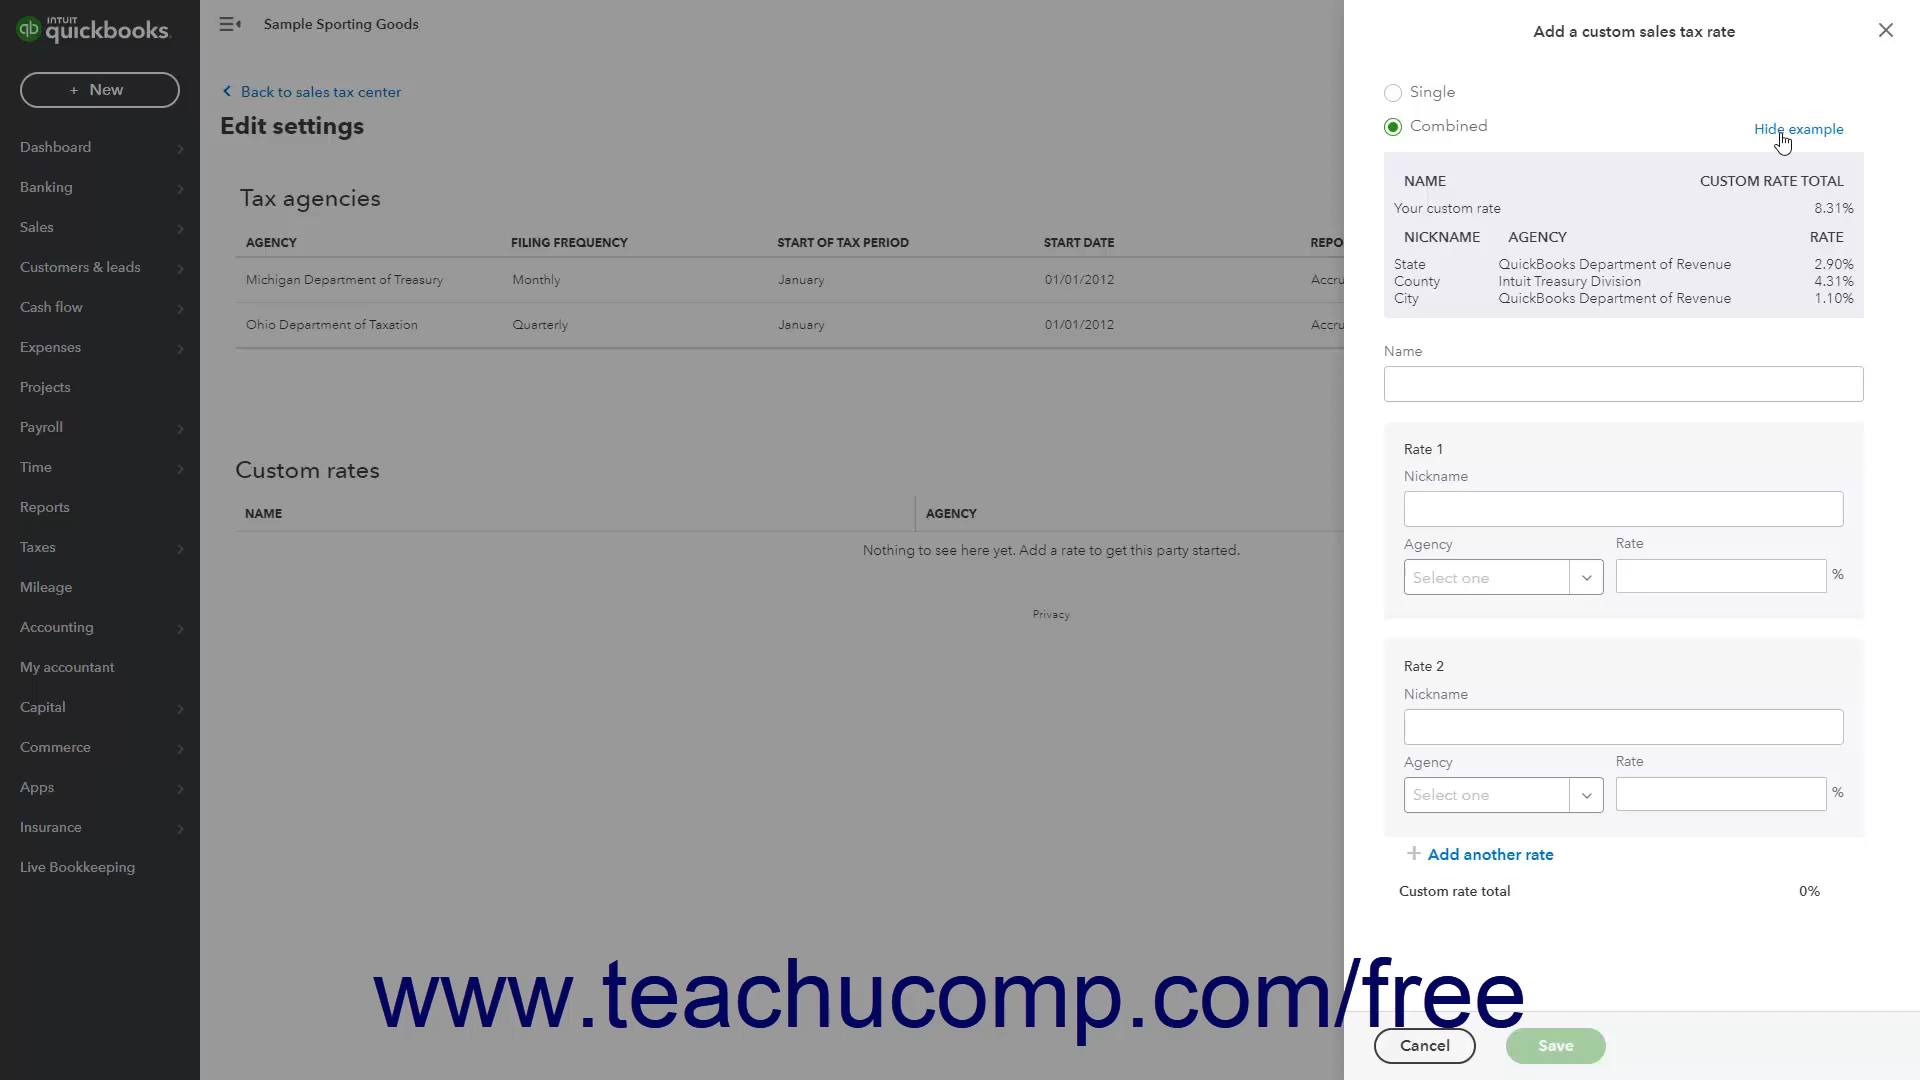 INTUIT
quickbooks
+ New
Dashboard
Banking
Sales
Customers & leads
Cash flow
Expenses
Projects
Payroll
Time
Reports
Taxes
Mileage
Accounting
My accountant
Capital
Commerce
Apps
Insurance
Live Bookkeeping
Sample Sporting Goods
Back to sales tax center
Edit settings
Tax agencies
AGENCY FILING FREQUENCY START OF TAX PERIOD START DATE REPO
Michigan Department of Treasury Monthly January 01/01/2012 Accru
Ohio Department of Taxation Quarterly January 01/01/2012 Accru
Custom rates
NAME AGENCY
Nothing to see here yet. Add a rate to get this party started.
Privacy
Add a custom sales tax rate
Single
Combined
Hide example
NAME CUSTOM RATE TOTAL
Your custom rate 8.31%
NICKNAME AGENCY RATE
State QuickBooks Department of Revenue 2.90%
County Intuit Treasury Division 4.31%
City QuickBooks Department of Revenue 1.10%
Name
Rate 1
Nickname
Agency Rate
Select one %
Rate 2
Nickname
Agency Rate
Select one %
+ Add another rate
Custom rate total 0%
www.teachucomp.com/free
Cancel Save